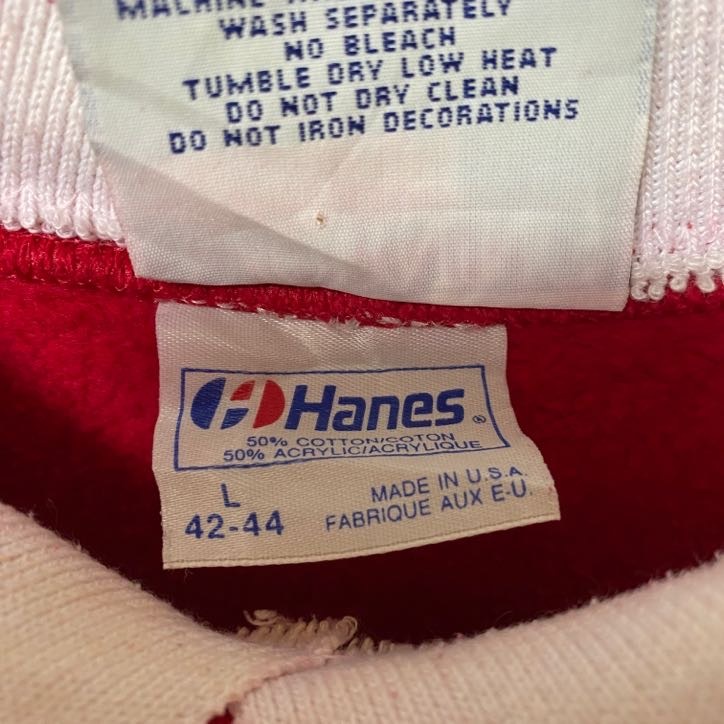 MACHINE
WASH SEPARATELY
NO BLEACH
TUMBLE DRY LOW HEAT
DO NOT DRY CLEAN
DO NOT IRON DECORATIONS
Hanes®
50% COTTON/COTON
50% ACRYLIC/ACRYLIQUE
L
42-44
MADE IN U.S.A.
FABRIQUE AUX E-U.